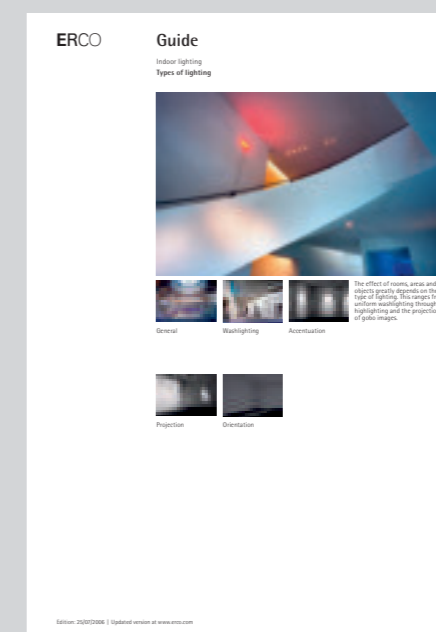 ERCO
Guide
Indoor lighting
Types of lighting
The effect of rooms, areas and
objects greatly depends on the
type of lighting. This ranges
uniform washlighting through
highlighting and the
of gobo images.
General
Washlighting
Accentuation
Projection
Orientation
Edition: 25/07/2006 | Updated version at www.erco.com